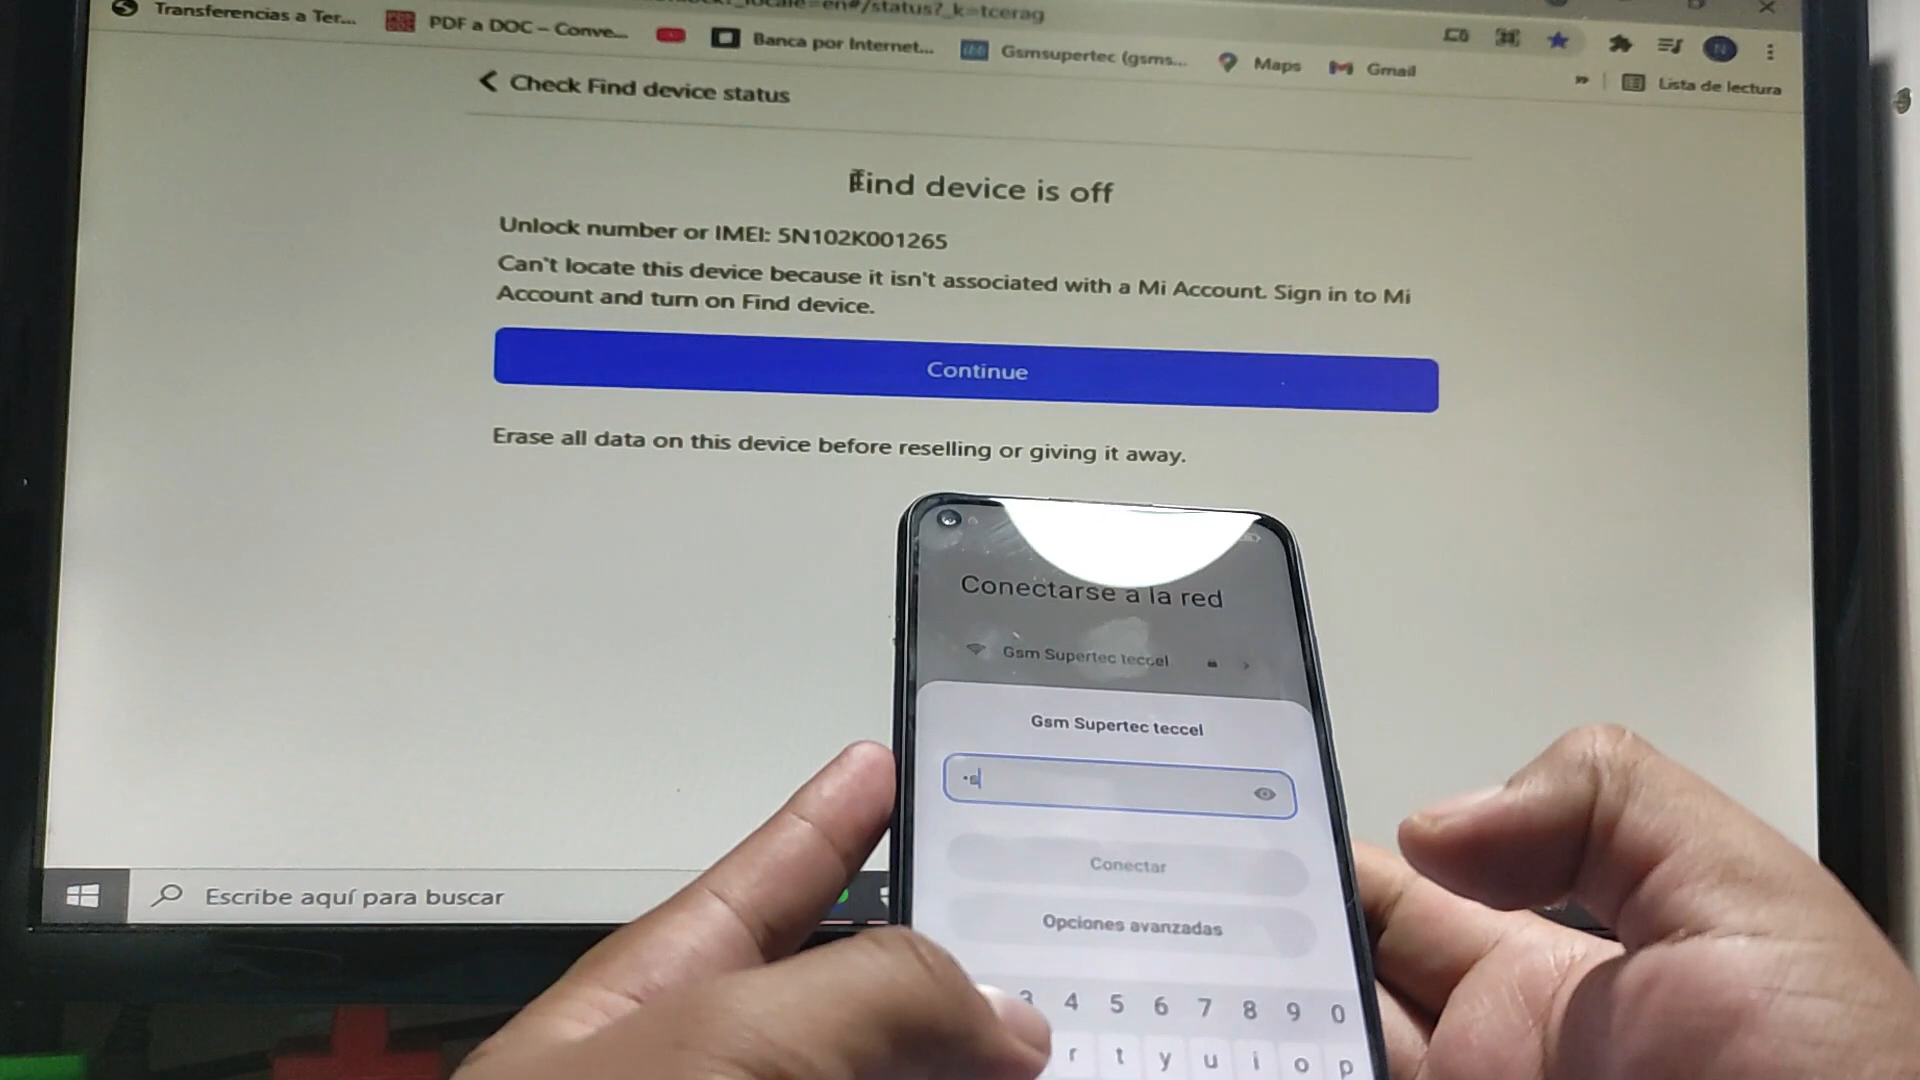 /status?_k=tcerag
Transferencias a Ter...
PDF a DOC – Conve...
Banca por Internet...
Gsmsupertec (gsms...
Maps
Gmail
»
Lista de lectura
N
Check Find device status
Find device is off
Unlock number or IMEI: 5N102K001265
Can't locate this device because it isn't associated with a Mi Account. Sign in to Mi
Account and turn on Find device.
Continue
Erase all data on this device before reselling or giving it away.
Escribe aquí para buscar
Conectarse a la red
Gsm Supertec teccel
Gsm Supertec teccel
Conectar
Opciones avanzadas
3 4 5 6 7 8 9 0
r t y u i o p